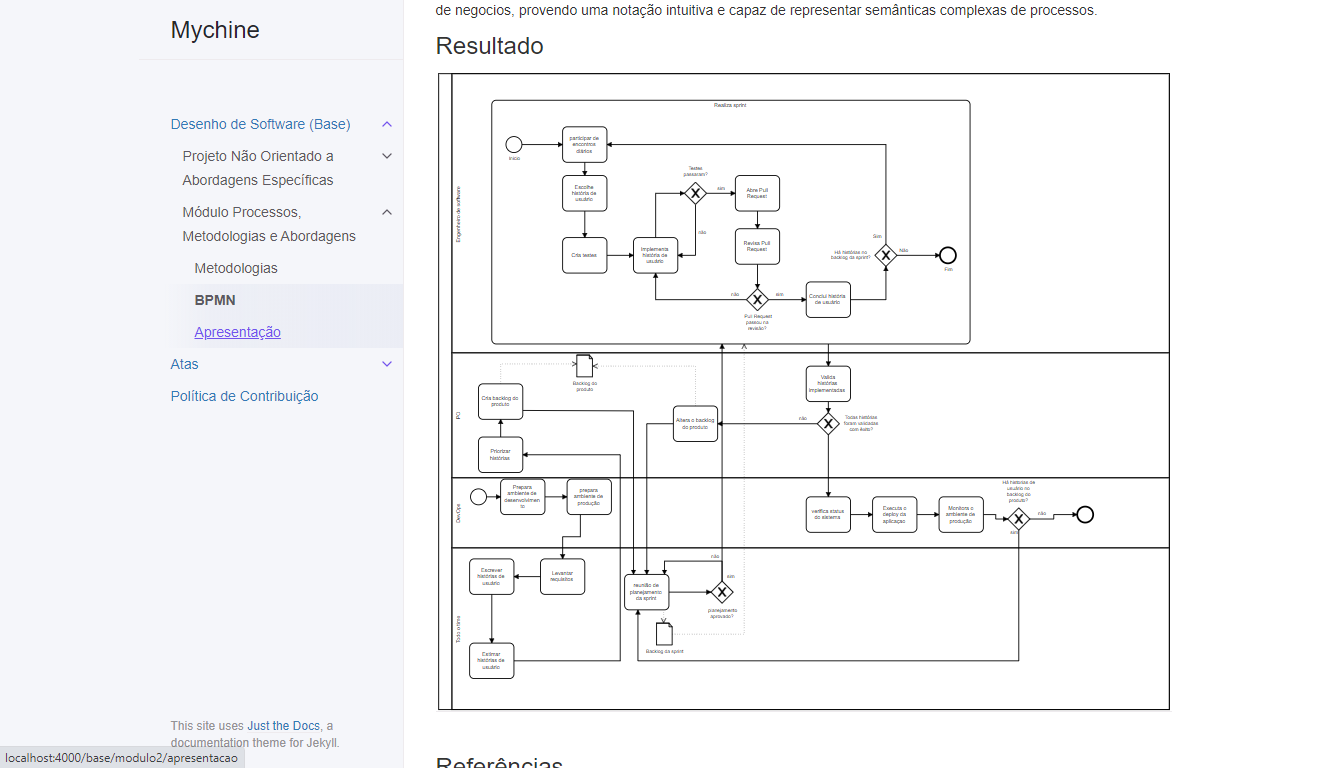 Mychine
Desenho de Software (Base)
Projeto Não Orientado a
Abordagens Específicas
Módulo Processos,
Metodologias e Abordagens
Metodologias
BPMN
Apresentação
Atas
Política de Contribuição
This site uses Just the Docs, a
documentation theme for Jekyll.
localhost:4000/base/modulo2/apresentacao
de negocios, provendo uma notação intuitiva e capaz de representar semânticas complexas de processos.
Resultado
Engenheiro de software
Realiza sprint
Início
participar de
encontros
diários
Escolhe
história de
usuário
Cria testes
Implementa
história de
usuário
Testes
passaram?
sim
não
Abre Pull
Request
Revisa Pull
Request
não
sim
Pull Request
passou na
revisão?
Conclui história
de usuário
Há histórias no
backlog da sprint?
Sim
Não
Fim
PO
Backlog do
produto
Cria backlog do
produto
Priorizar
histórias
Altera o backlog
do produto
Valida
histórias
implementadas
não
Todas histórias
foram validadas
com êxito?
DevOps
Prepara
ambiente de
desenvolvimen
to
prepara
ambiente de
produção
verifica status
do sistema
Executa o
deploy da
aplicação
Monitora o
ambiente de
produção
Há histórias de
usuário no
backlog do
produto?
não
sim
Todo o time
Escrever
histórias de
usuário
Levantar
requisitos
Estimar
histórias de
usuário
reunião de
planejamento
da sprint
não
sim
planejamento
aprovado?
Backlog da sprint
Referências